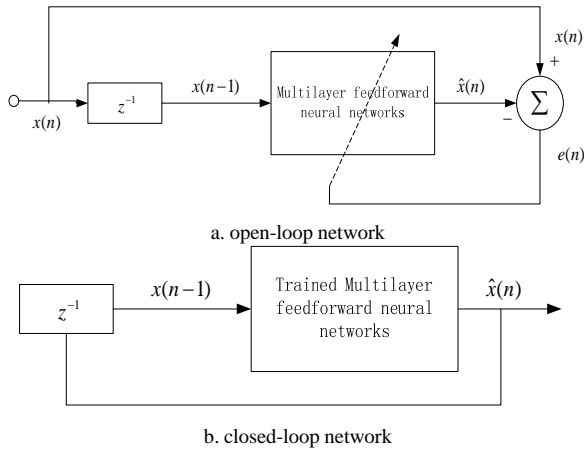 x(n)
+
x(n)
z⁻¹
x(n−1)
Multilayer feedforward
neural networks
x̂(n)
−
Σ
e(n)
a. open-loop network
z⁻¹
x(n−1)
Trained Multilayer
feedforward neural
networks
x̂(n)
b. closed-loop network